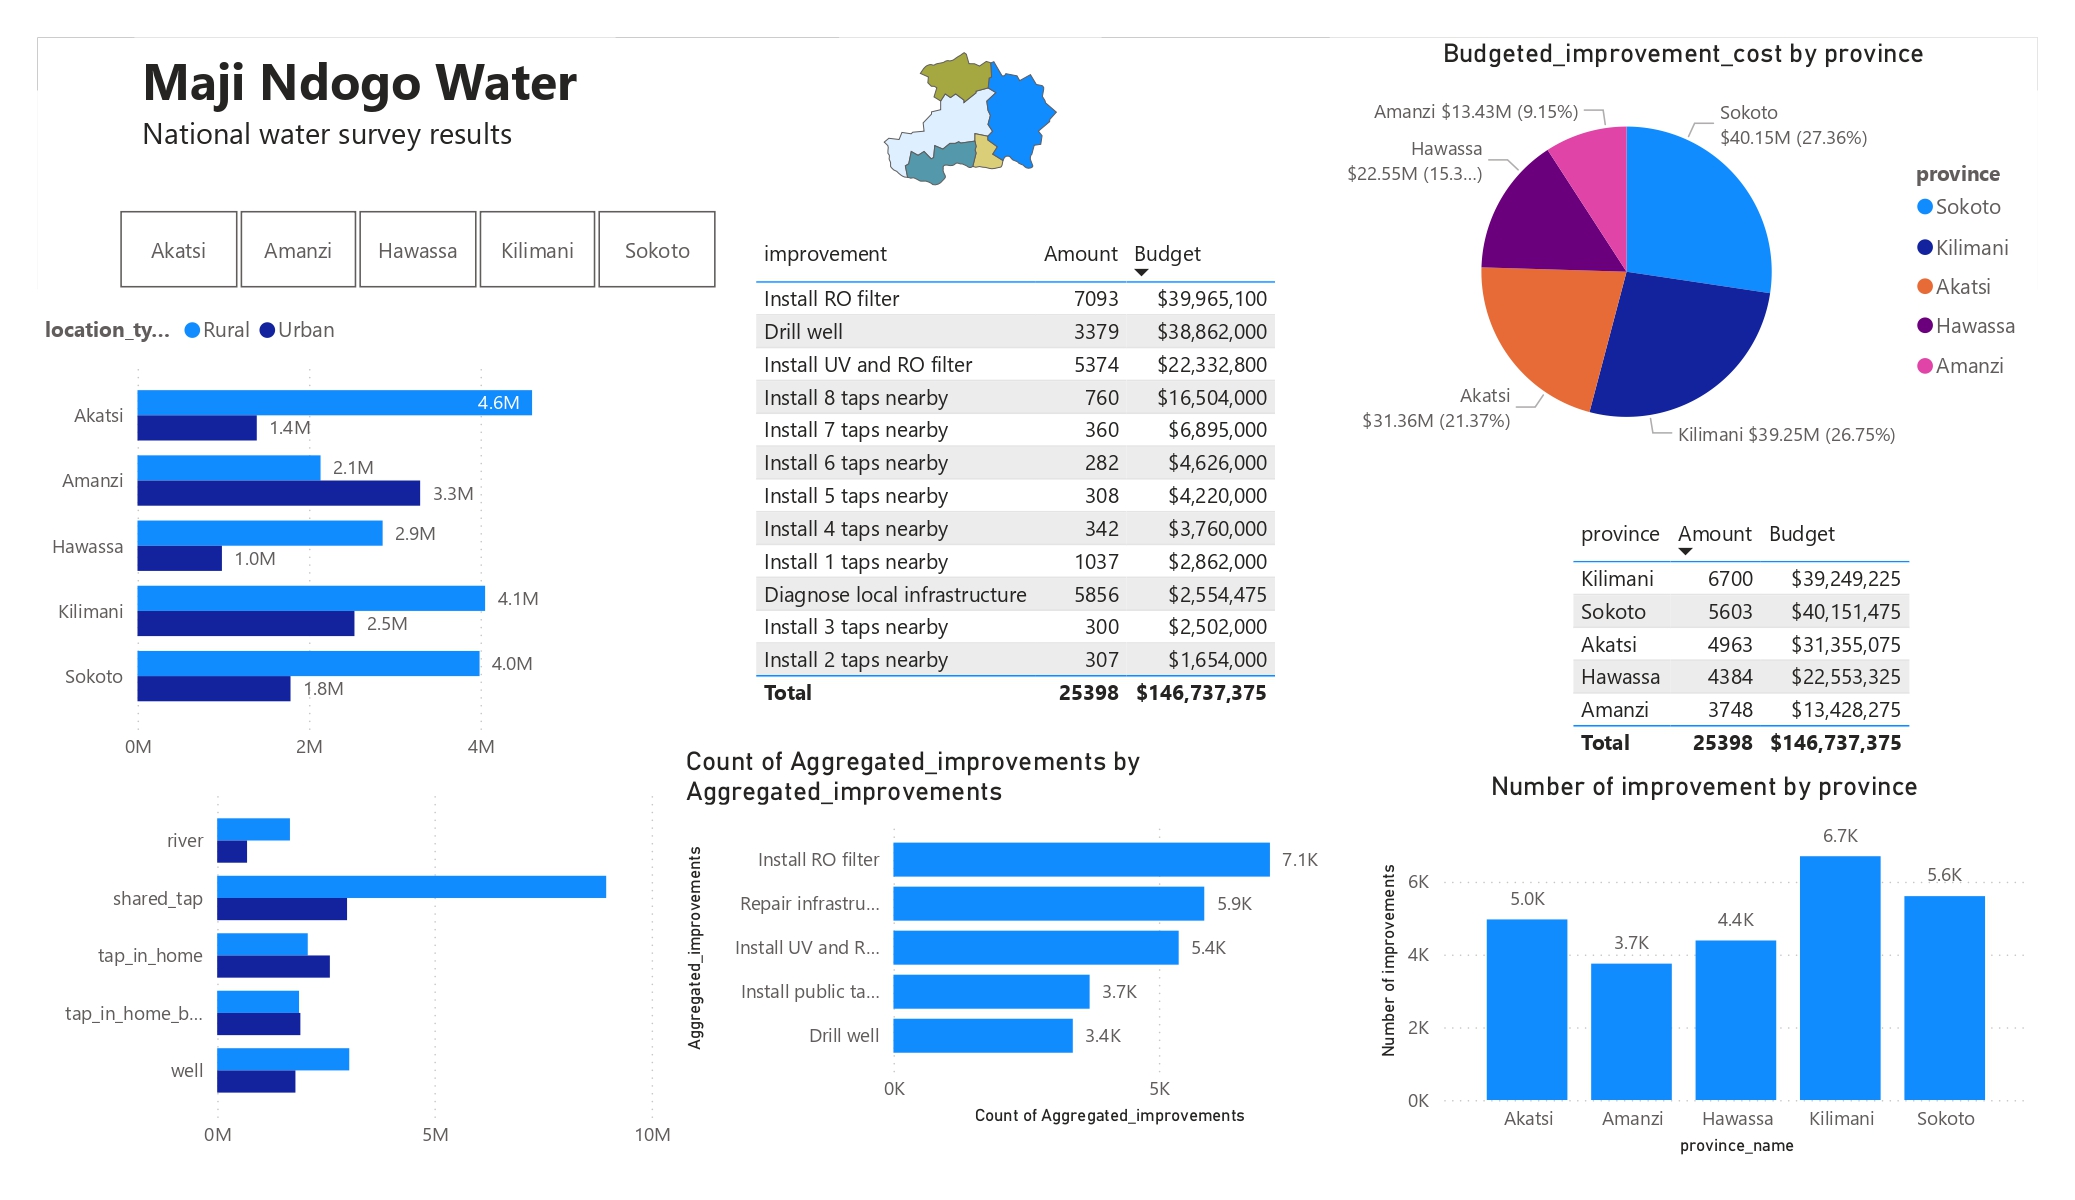 Maji Ndogo Water
National water survey results
Akatsi Amanzi Hawassa Kilimani Sokoto
location_ty... Rural Urban
Akatsi 4.6M
1.4M
Amanzi 2.1M
3.3M
Hawassa 2.9M
1.0M
Kilimani 4.1M
2.5M
Sokoto 4.0M
1.8M
0M 2M 4M
river
shared_tap
tap_in_home
tap_in_home_b...
well
0M 5M 10M
improvement Amount Budget
Install RO filter 7093 $39,965,100
Drill well 3379 $38,862,000
Install UV and RO filter 5374 $22,332,800
Install 8 taps nearby 760 $16,504,000
Install 7 taps nearby 360 $6,895,000
Install 6 taps nearby 282 $4,626,000
Install 5 taps nearby 308 $4,220,000
Install 4 taps nearby 342 $3,760,000
Install 1 taps nearby 1037 $2,862,000
Diagnose local infrastructure 5856 $2,554,475
Install 3 taps nearby 300 $2,502,000
Install 2 taps nearby 307 $1,654,000
Total 25398 $146,737,375
Count of Aggregated_improvements by
Aggregated_improvements
Aggregated_improvements
Install RO filter 7.1K
Repair infrastru... 5.9K
Install UV and R... 5.4K
Install public ta... 3.7K
Drill well 3.4K
0K 5K
Count of Aggregated_improvements
Budgeted_improvement_cost by province
Amanzi $13.43M (9.15%)
Sokoto
$40.15M (27.36%)
Hawassa
$22.55M (15.3...)
Akatsi
$31.36M (21.37%)
Kilimani $39.25M (26.75%)
province
Sokoto
Kilimani
Akatsi
Hawassa
Amanzi
province Amount Budget
Kilimani 6700 $39,249,225
Sokoto 5603 $40,151,475
Akatsi 4963 $31,355,075
Hawassa 4384 $22,553,325
Amanzi 3748 $13,428,275
Total 25398 $146,737,375
Number of improvement by province
Number of improvements
6K
4K
2K
0K
5.0K 3.7K 4.4K 6.7K 5.6K
Akatsi Amanzi Hawassa Kilimani Sokoto
province_name